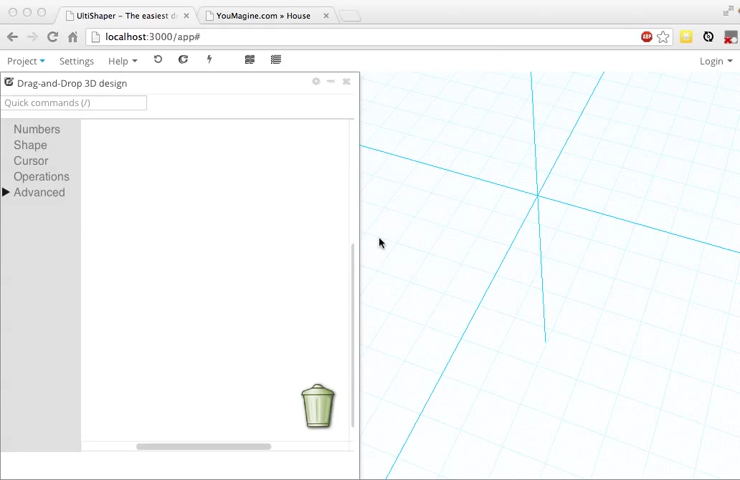 UltiShaper – The easiest d
YouMagine.com » House
localhost:3000/app#
ABP
Project
Settings
Help
Login
Drag-and-Drop 3D design
Quick commands (/)
Numbers
Shape
Cursor
Operations
Advanced